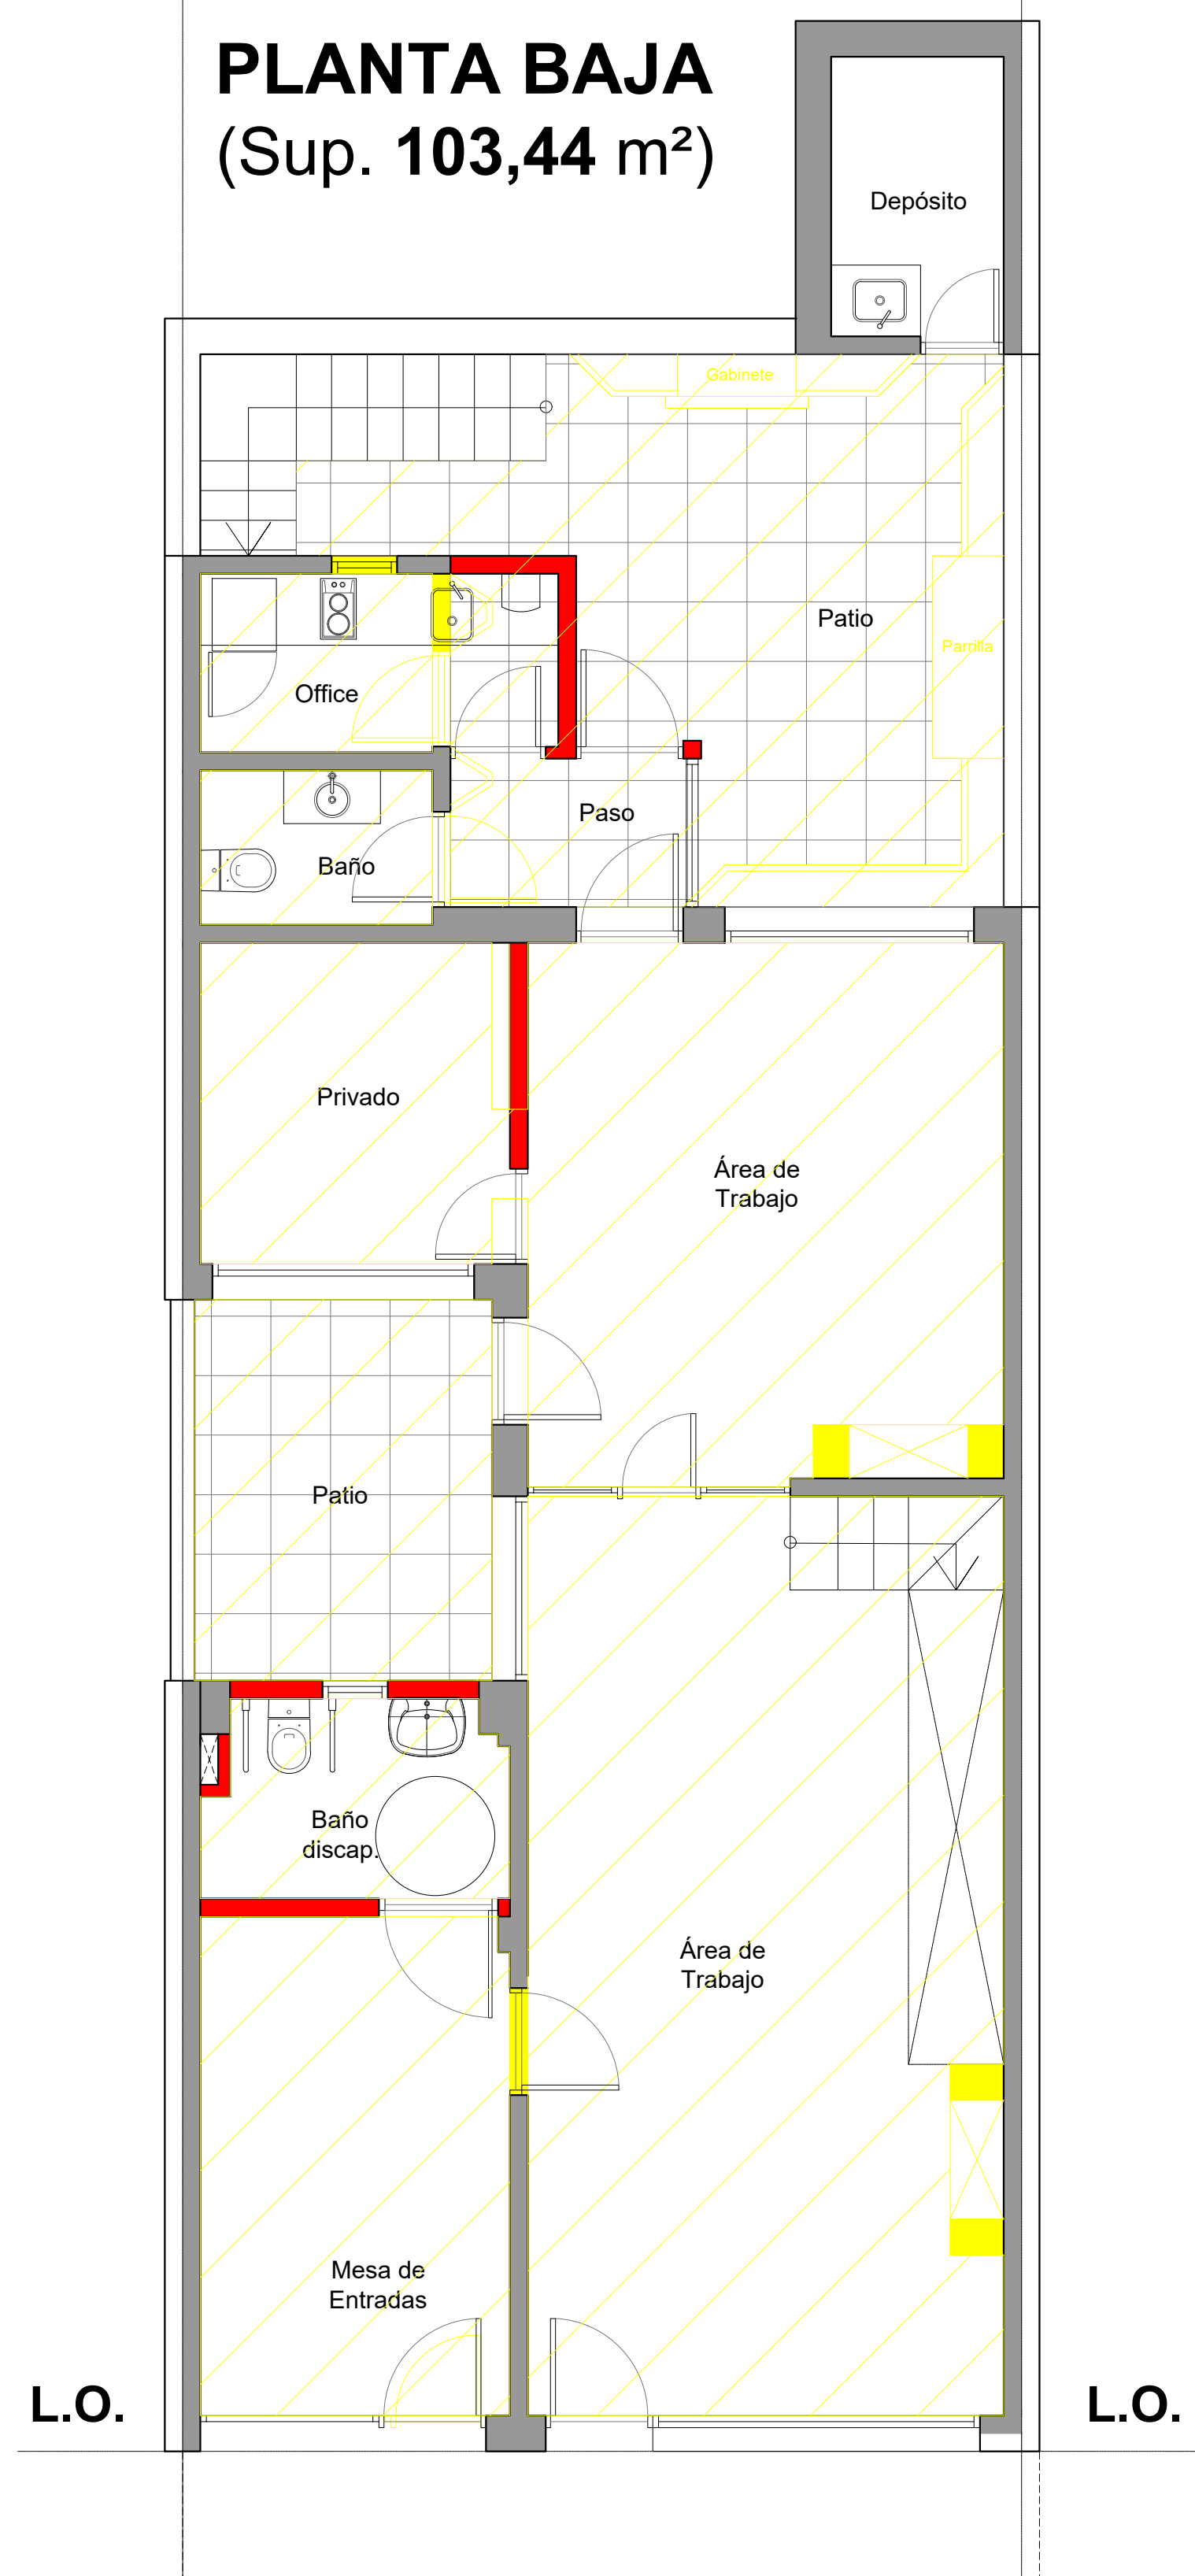 PLANTA BAJA
(Sup. 103,44 m²)
Depósito
Gabinete
Patio
Parrilla
Office
Paso
Baño
Privado
Área de
Trabajo
Patio
Baño
discap.
Área de
Trabajo
Mesa de
Entradas
L.O.
L.O.